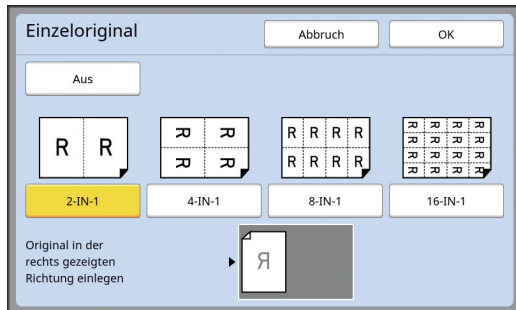 Einzeloriginal
Abbruch
OK
Aus
R R
R R
R R
R R R R
R R R R
R R R R
R R R R
R R R R
R R R R
2-IN-1
4-IN-1
8-IN-1
16-IN-1
Original in der
rechts gezeigten
Richtung einlegen
R